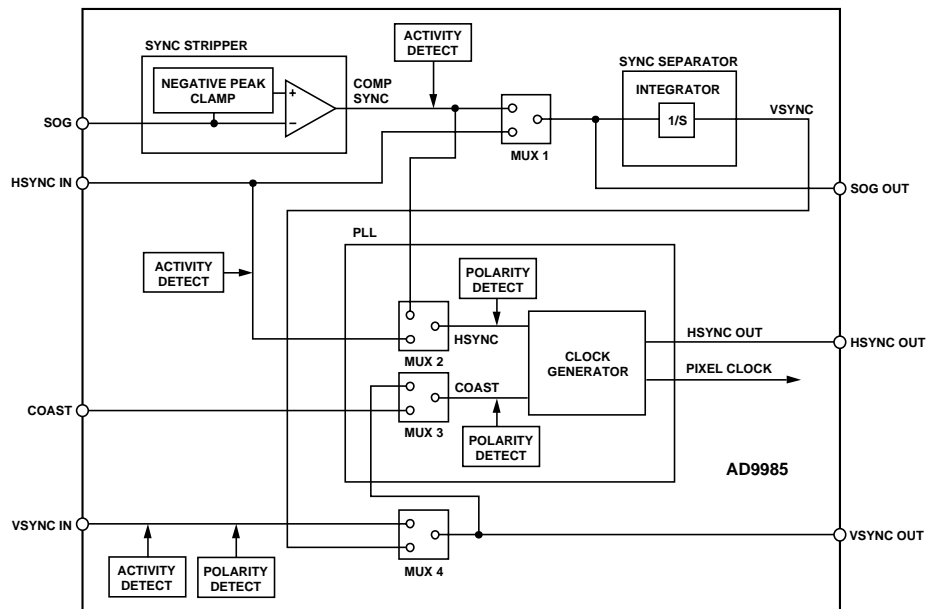 ACTIVITY
DETECT
SYNC STRIPPER
SYNC SEPARATOR
NEGATIVE PEAK
CLAMP
+
−
COMP
SYNC
INTEGRATOR
1/S
VSYNC
SOG
MUX 1
HSYNC IN
SOG OUT
PLL
ACTIVITY
DETECT
POLARITY
DETECT
MUX 2
HSYNC
CLOCK
GENERATOR
HSYNC OUT
HSYNC OUT
PIXEL CLOCK
COAST
COAST
MUX 3
POLARITY
DETECT
AD9985
VSYNC IN
MUX 4
VSYNC OUT
ACTIVITY
DETECT
POLARITY
DETECT